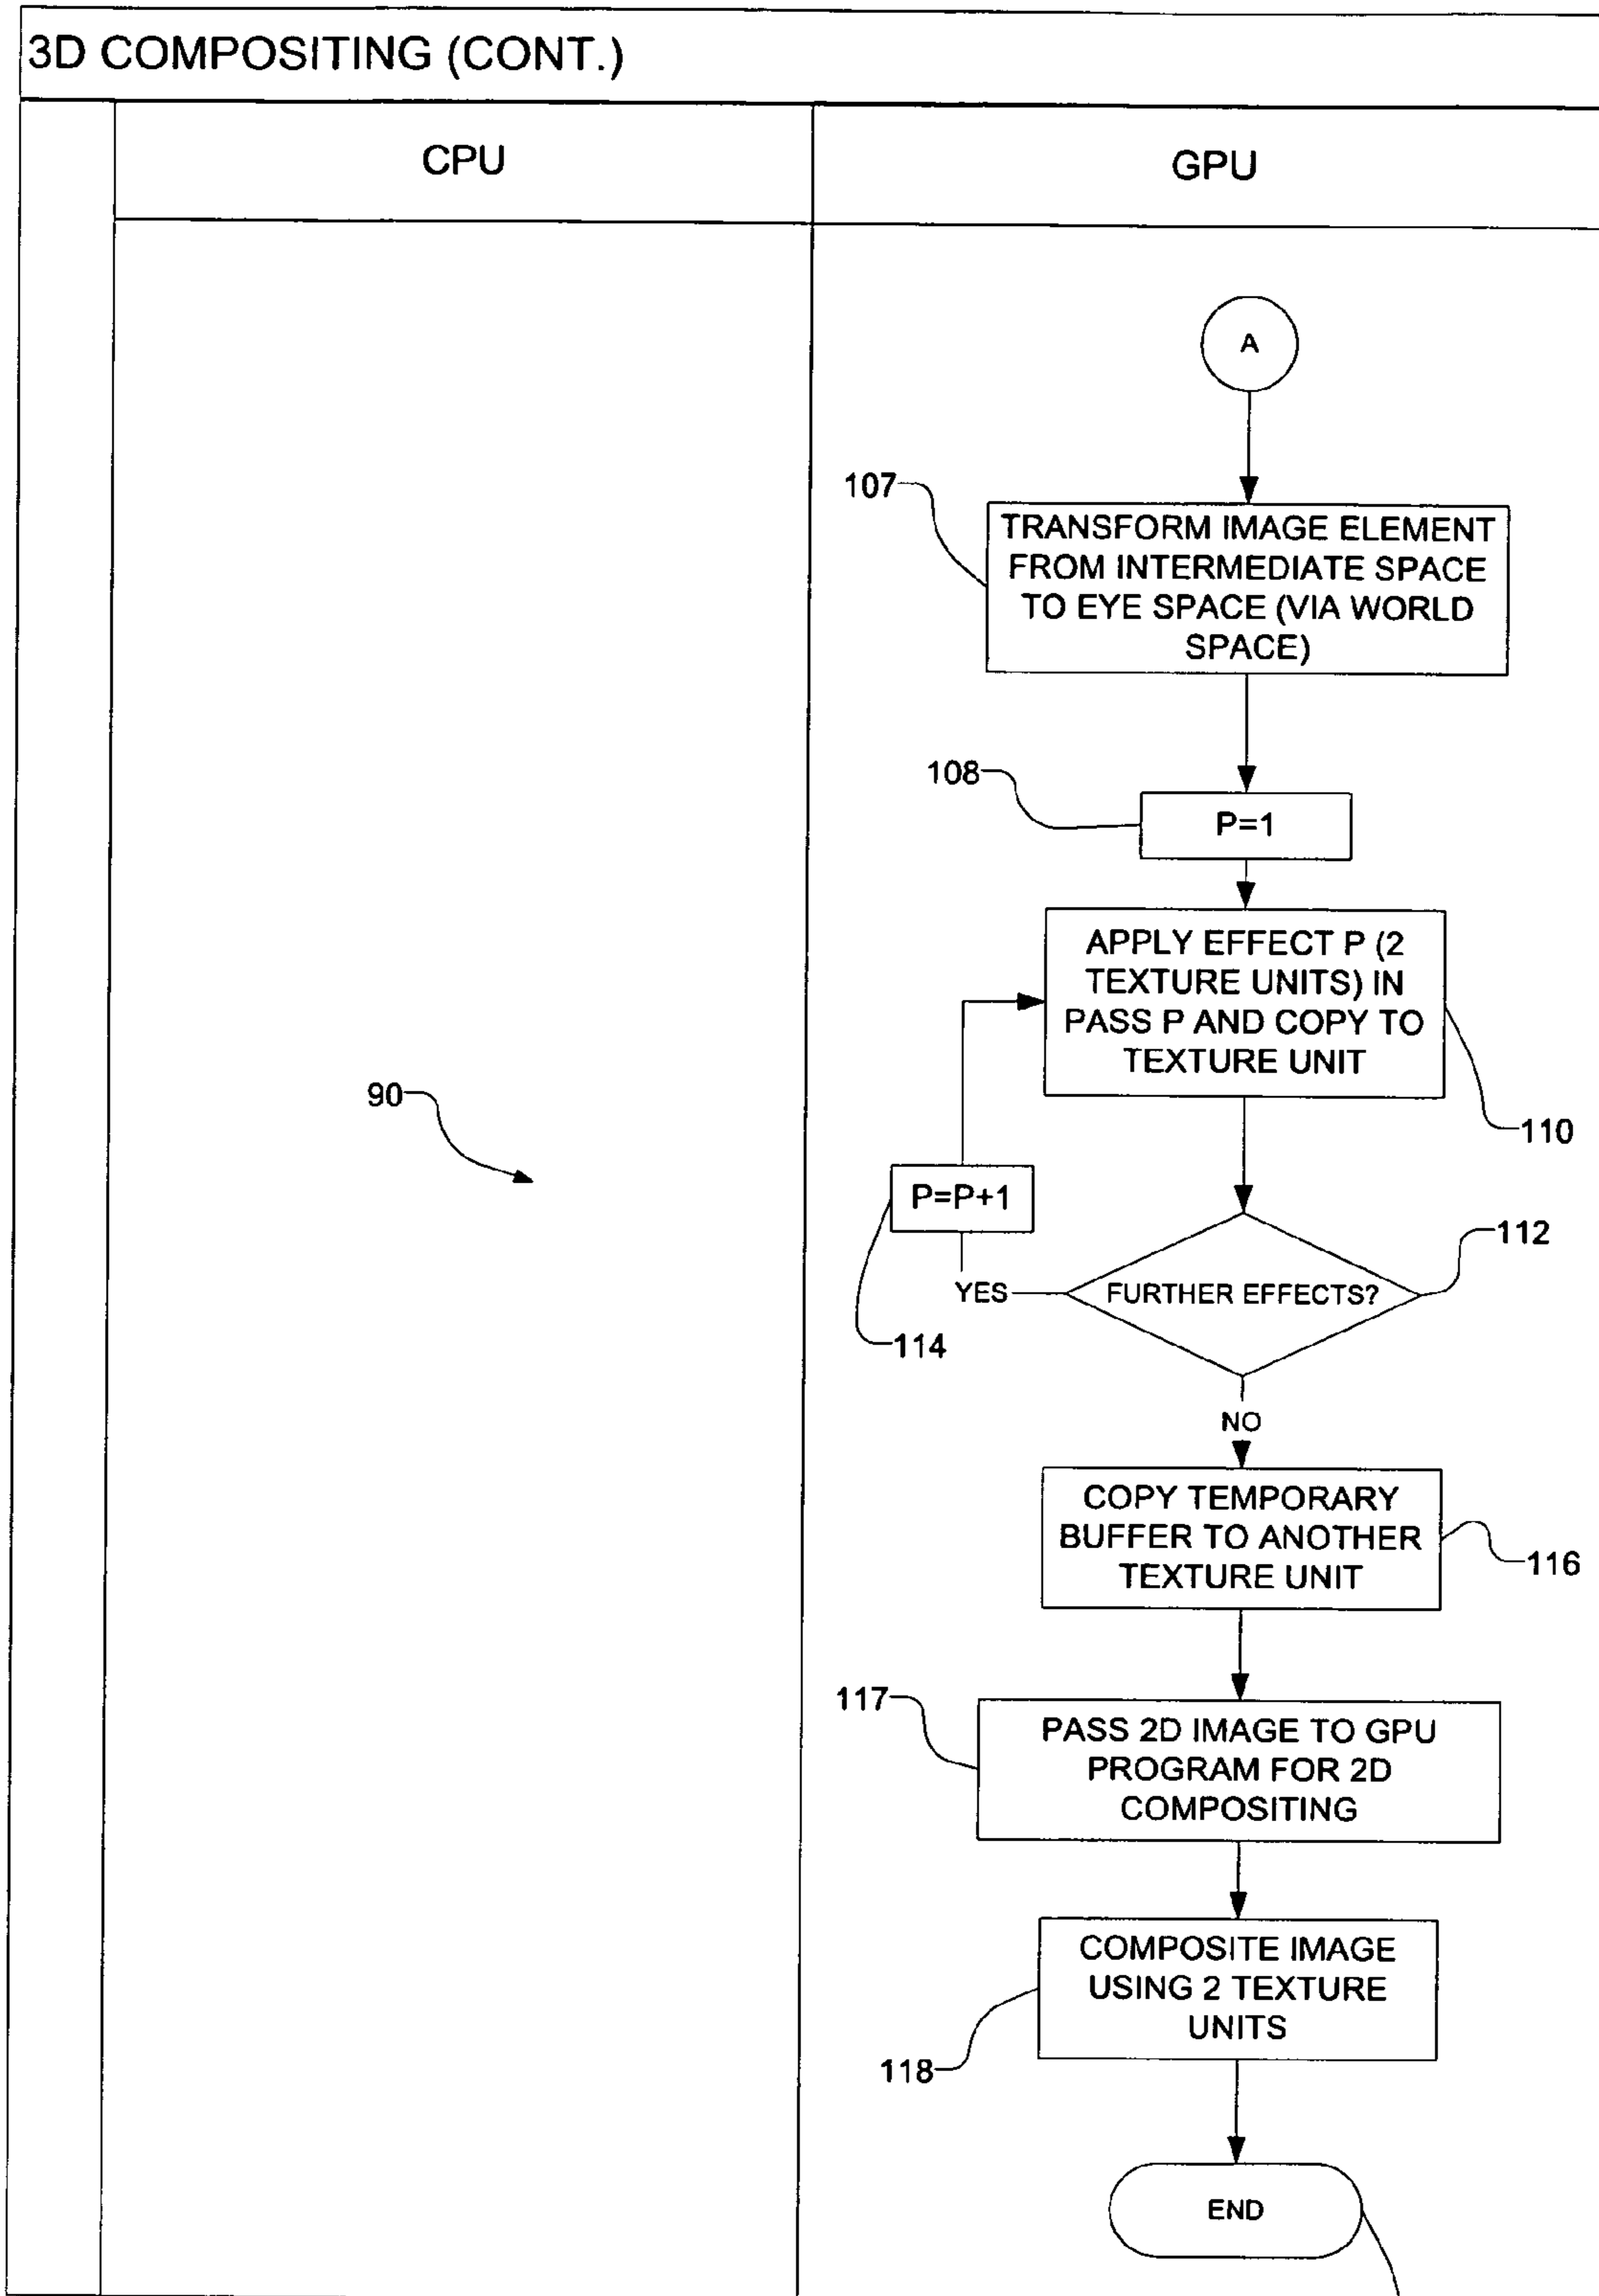 3D COMPOSITING (CONT.)
CPU
GPU
A
107
TRANSFORM IMAGE ELEMENT
FROM INTERMEDIATE SPACE
TO EYE SPACE (VIA WORLD
SPACE)
108
P=1
APPLY EFFECT P (2
TEXTURE UNITS) IN
PASS P AND COPY TO
TEXTURE UNIT
90
110
P=P+1
112
YES
FURTHER EFFECTS?
114
NO
COPY TEMPORARY
BUFFER TO ANOTHER
TEXTURE UNIT
116
117
PASS 2D IMAGE TO GPU
PROGRAM FOR 2D
COMPOSITING
COMPOSITE IMAGE
USING 2 TEXTURE
UNITS
118
END